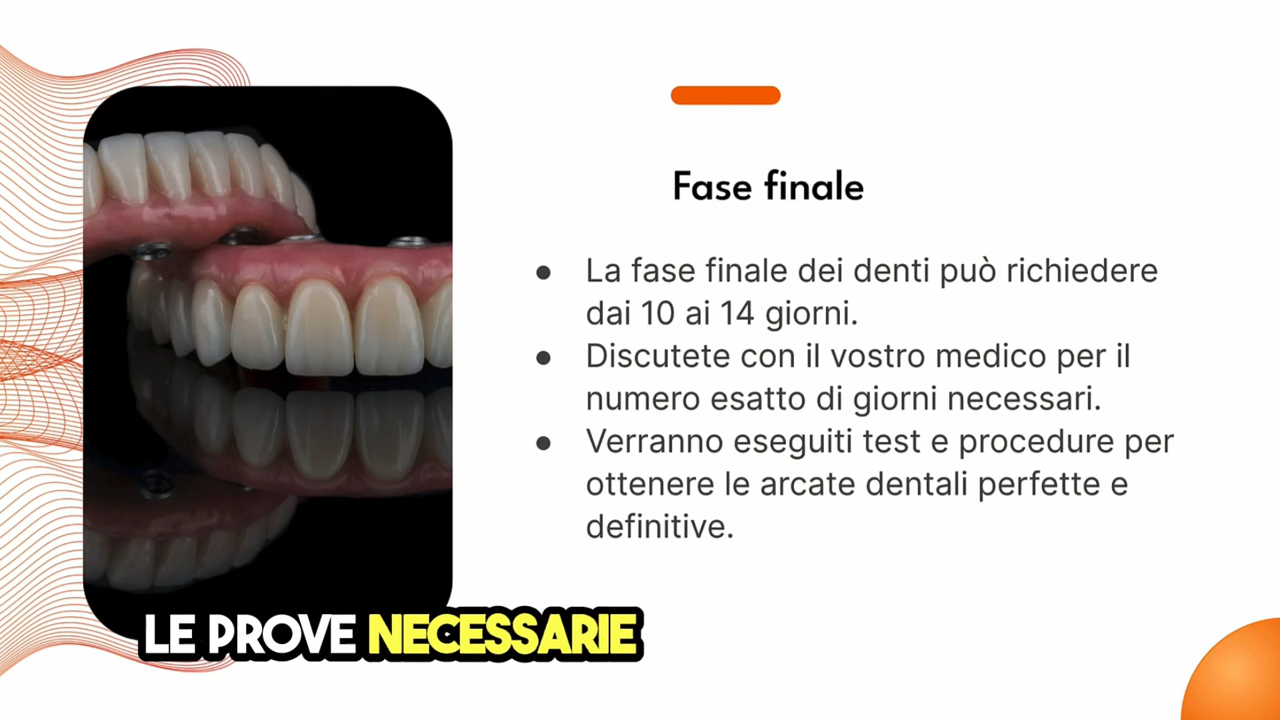 Fase finale
● La fase finale dei denti può richiedere
dai 10 ai 14 giorni.
● Discutete con il vostro medico per il
numero esatto di giorni necessari.
● Verranno eseguiti test e procedure per
ottenere le arcate dentali perfette e
definitive.
LE PROVE NECESSARIE